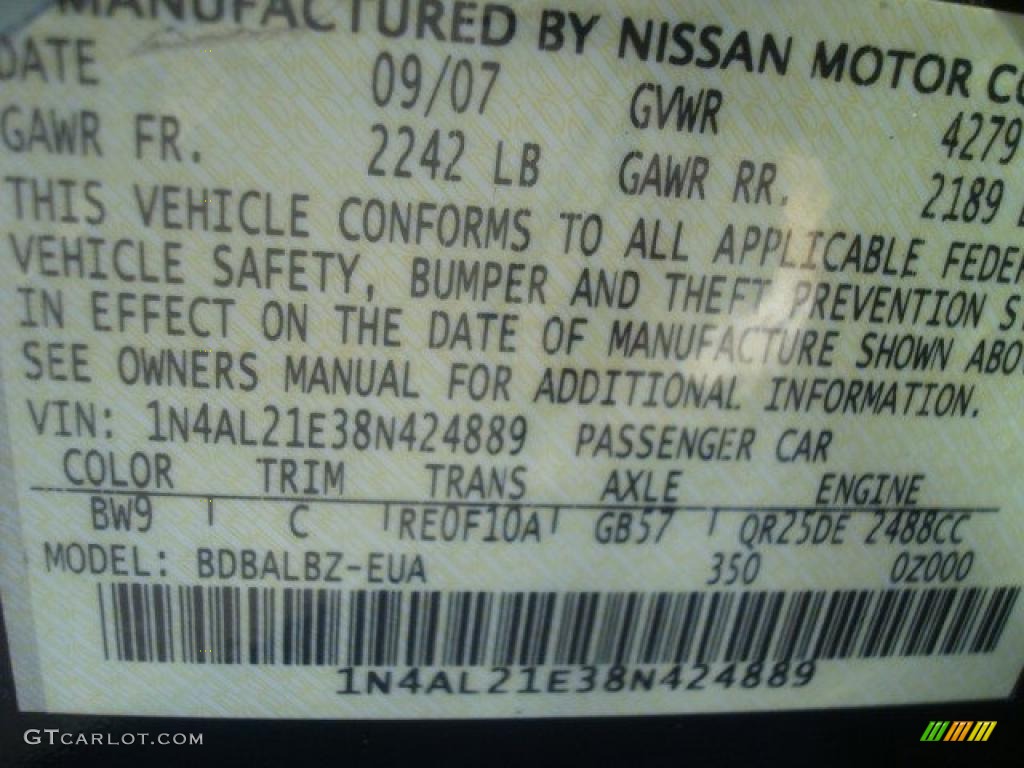 MANUFACTURED BY NISSAN MOTOR CO
DATE 09/07 GVWR 4279
GAWR FR. 2242 LB GAWR RR. 2189
THIS VEHICLE CONFORMS TO ALL APPLICABLE FEDER
VEHICLE SAFETY, BUMPER AND THEFT PREVENTION S
IN EFFECT ON THE DATE OF MANUFACTURE SHOWN ABO
SEE OWNERS MANUAL FOR ADDITIONAL INFORMATION.
VIN: 1N4AL21E38N424889 PASSENGER CAR
COLOR TRIM TRANS AXLE ENGINE
BW9 C RE0F10A GB57 QR25DE 2488CC
MODEL: BDBALBZ-EUA 350 0Z000
1N4AL21E38N424889
GTCARLOT.COM